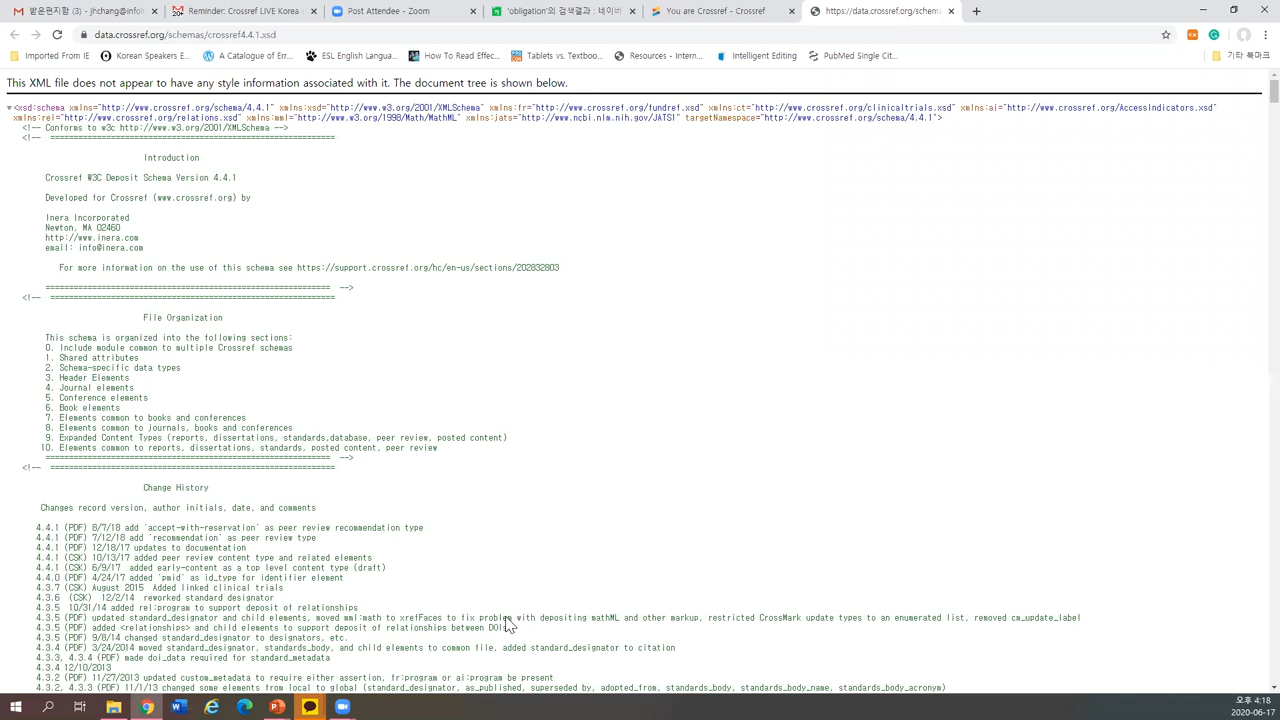 받은편지함 - jhchang@infol
Reminder: Crossref LIVE Korea
Post Attendee - Zoom
'obligation'의 검색결과 : 네이버
You are Crossref - Crossref
https://data.crossref.org/schema
data.crossref.org/schemas/crossref4.4.1.xsd
Imported From IE
Korean Speakers E...
A Catalogue of Err...
ESL English Langua...
How To Read Effec...
Tablets vs. Textboo...
Resources - Intern...
Intelligent Editing
PubMed Single Cit...
기타 북마크
This XML file does not appear to have any style information associated with it. The document tree is shown below.
▼<xsd:schema xmlns="http://www.crossref.org/schema/4.4.1" xmlns:xsd="http://www.w3.org/2001/XMLSchema" xmlns:fr="http://www.crossref.org/fundref.xsd" xmlns:ct="http://www.crossref.org/clinicaltrials.xsd" xmlns:ai="http://www.crossref.org/AccessIndicators.xsd"
xmlns:rel="http://www.crossref.org/relations.xsd" xmlns:mml="http://www.w3.org/1998/Math/MathML" xmlns:jats="http://www.ncbi.nlm.nih.gov/JATS1" targetNamespace="http://www.crossref.org/schema/4.4.1">
<!-- Conforms to w3c http://www.w3.org/2001/XMLSchema -->
<!-- ============================================================
Introduction
Crossref W3C Deposit Schema Version 4.4.1
Developed for Crossref (www.crossref.org) by
Inera Incorporated
Newton, MA 02460
http://www.inera.com
email: info@inera.com
For more information on the use of this schema see https://support.crossref.org/hc/en-us/sections/202832803
============================================================ -->
<!-- ============================================================
File Organization
This schema is organized into the following sections:
0. Include module common to multiple Crossref schemas
1. Shared attributes
2. Schema-specific data types
3. Header Elements
4. Journal elements
5. Conference elements
6. Book elements
7. Elements common to books and conferences
8. Elements common to journals, books and conferences
9. Expanded Content Types (reports, dissertations, standards,database, peer review, posted content)
10. Elements common to reports, dissertations, standards, posted content, peer review
============================================================ -->
<!-- ============================================================
Change History
Changes record version, author initials, date, and comments
4.4.1 (PDF) 8/7/18 add 'accept-with-reservation' as peer review recommendation type
4.4.1 (PDF) 7/12/18 add 'recommendation' as peer review type
4.4.1 (PDF) 12/18/17 updates to documentation
4.4.1 (CSK) 10/13/17 added peer review content type and related elements
4.4.1 (CSK) 6/9/17 added early-content as a top level content type (draft)
4.4.0 (PDF) 4/24/17 added 'pmid' as id_type for identifier element
4.3.7 (CSK) August 2015 Added linked clinical trials
4.3.6 (CSK) 12/2/14 reworked standard designator
4.3.5 10/31/14 added rel:program to support deposit of relationships
4.3.5 (PDF) updated standard_designator and child elements, moved mml:math to xrefFaces to fix problem with depositing mathML and other markup, restricted CrossMark update types to an enumerated list, removed cm_update_label
4.3.5 (PDF) added <relationships> and child elements to support deposit of relationships between DOIs
4.3.5 (PDF) 9/8/14 changed standard_designator to designators, etc.
4.3.4 (PDF) 3/24/2014 moved standard_designator, standards_body, and child elements to common file, added standard_designator to citation
4.3.3, 4.3.4 (PDF) made doi_data required for standard_metadata
4.3.4 12/10/2013
4.3.2 (PDF) 11/27/2013 updated custom_metadata to require either assertion, fr:program or ai:program be present
4.3.2, 4.3.3 (PDF) 11/1/13 changed some elements from local to global (standard_designator, as_published, superseded by, adopted_from, standards_body, standards_body_name, standards_body_acronym)
오후 4:18
2020-06-17